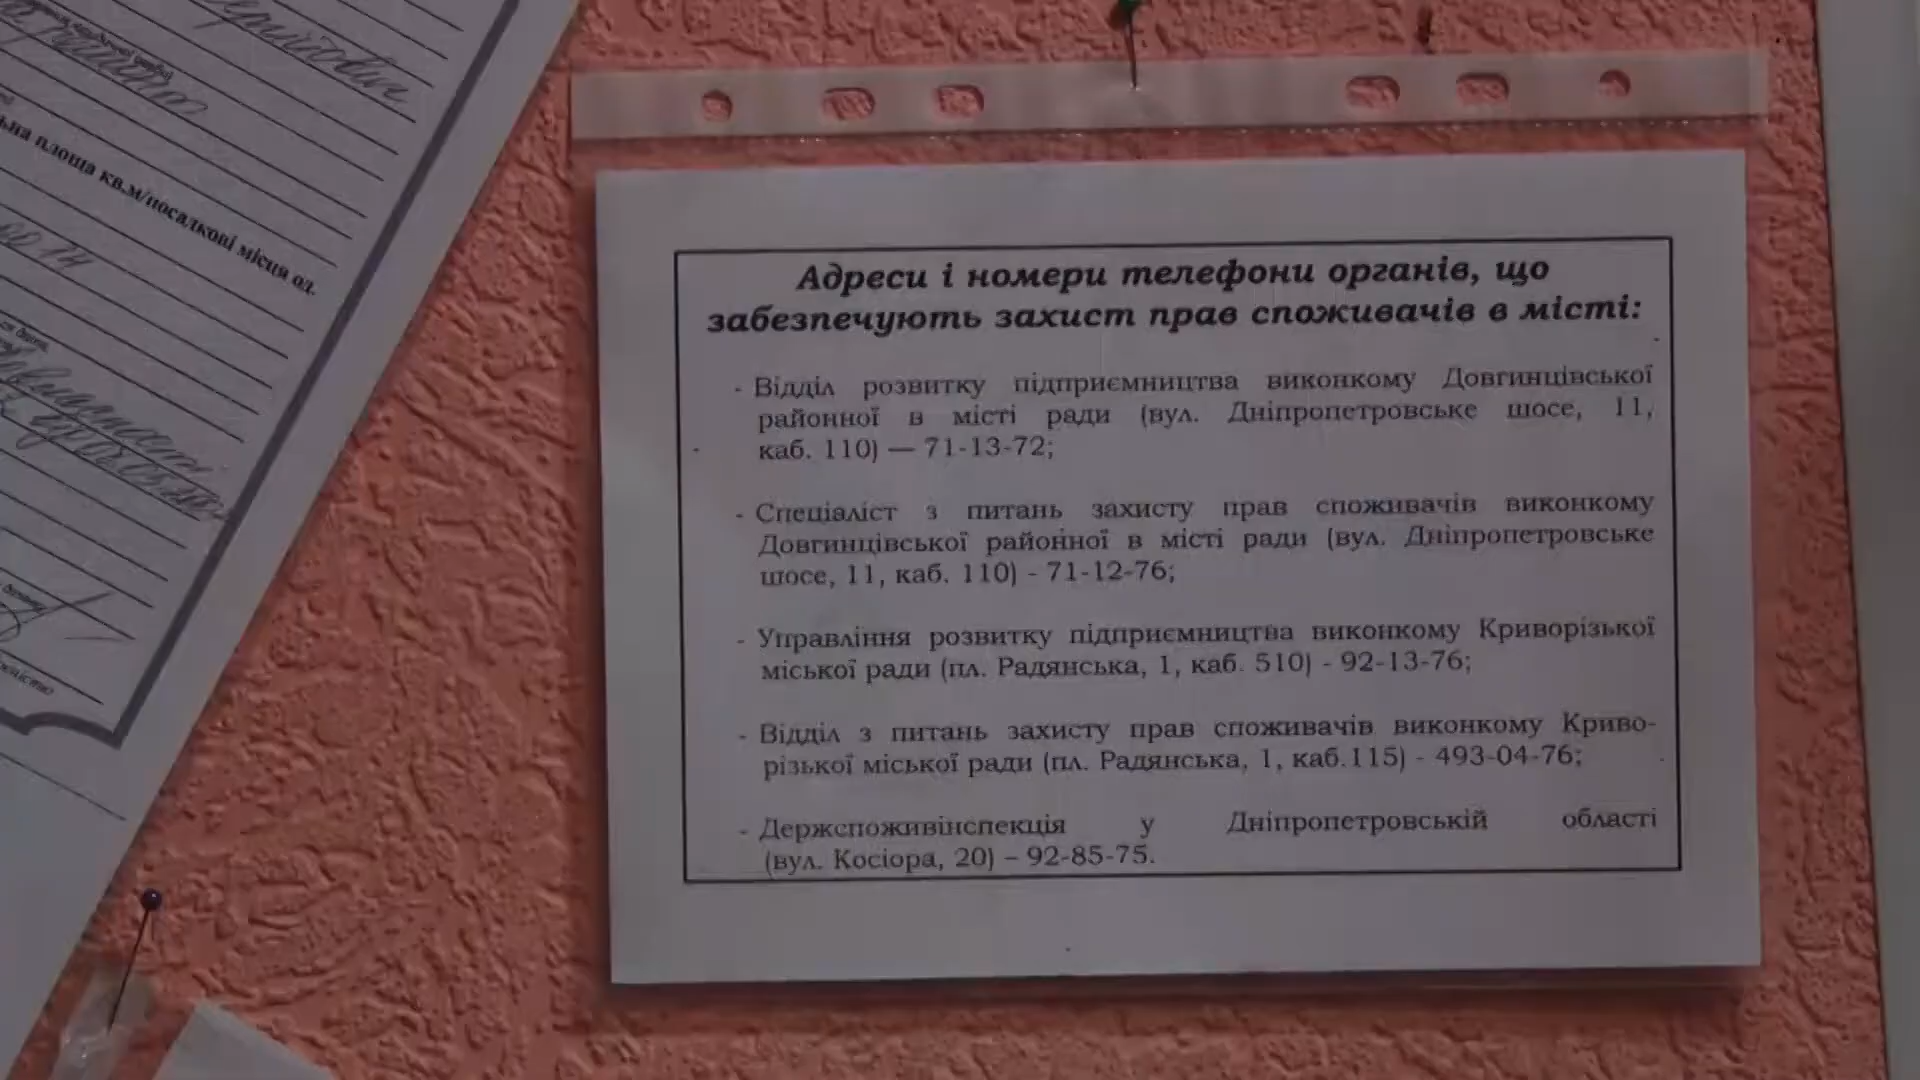 ьна площа кв.м/посадкові місця од.
Адреси і номери телефони органів, що
забезпечують захист прав споживачів в місті:
- Відділ розвитку підприємництва виконкому Довгинцівської
районної в місті ради (вул. Дніпропетровське шосе, 11,
каб. 110) — 71-13-72;
- Спеціаліст з питань захисту прав споживачів виконкому
Довгинцівської районної в місті ради (вул. Дніпропетровське
шосе, 11, каб. 110) - 71-12-76;
- Управління розвитку підприємництва виконкому Криворізької
міської ради (пл. Радянська, 1, каб. 510) - 92-13-76;
- Відділ з питань захисту прав споживачів виконкому Криво-
різької міської ради (пл. Радянська, 1, каб.115) - 493-04-76;
- Держспоживінспекція у Дніпропетровській області
(вул. Косіора, 20) – 92-85-75.